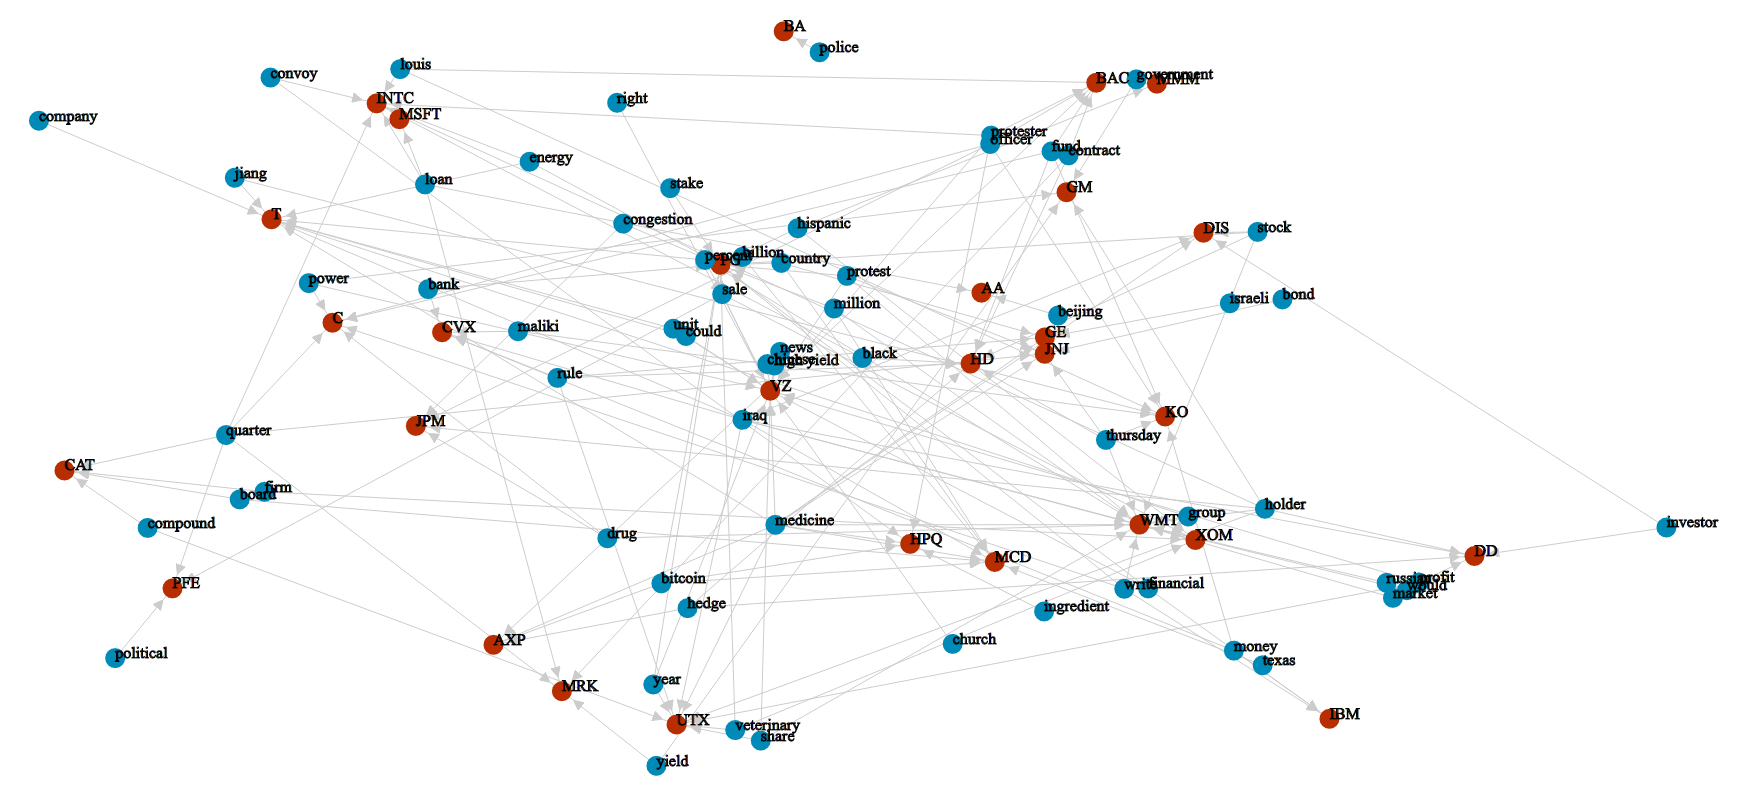 BA
police
louis
convoy
BAC
government
MMM
INTC
right
MSFT
company
protester
officer
fund
contract
energy
jiang
loan
stake
GM
T
congestion
hispanic
DIS
stock
percent
billion
PG
country
protest
power
bank
sale
AA
million
israeli
bond
C
CVX
maliki
unit
could
beijing
GE
news
chinese
high yield
black
HD
JNJ
rule
VZ
JPM
iraq
KO
quarter
thursday
CAT
board
firm
compound
medicine
holder
WMT
group
investor
drug
HPQ
XOM
MCD
DD
PFE
bitcoin
write
financial
russian
profit
would
market
hedge
ingredient
political
AXP
church
money
texas
MRK
year
UTX
veterinary
share
IBM
yield